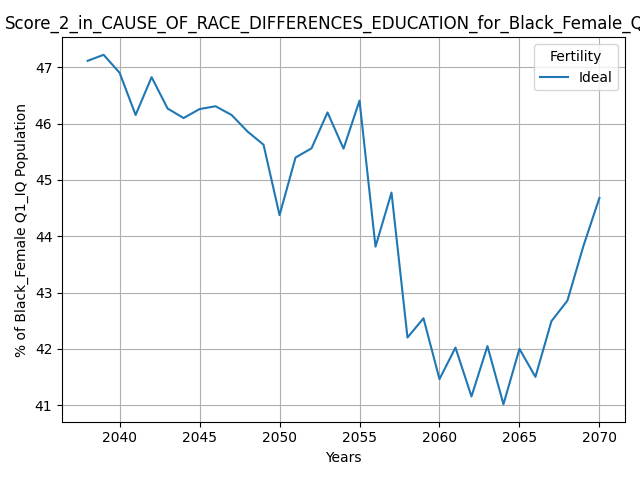 Score_2_in_CAUSE_OF_RACE_DIFFERENCES_EDUCATION_for_Black_Female_Q
Fertility
Ideal
% of Black_Female Q1_IQ Population
47
46
45
44
43
42
41
2040 2045 2050 2055 2060 2065 2070
Years